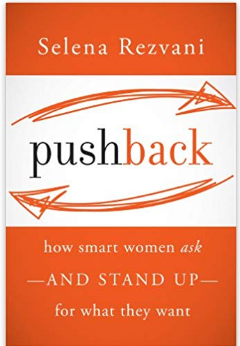 Selena Rezvani
pushback
how smart women ask
—AND STAND UP—
for what they want